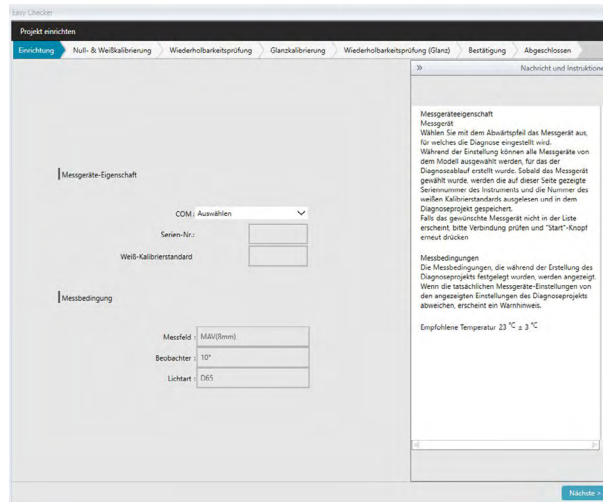 Easy Checker
Projekt einrichten
Einrichtung
Null- & Weißkalibrierung
Wiederholbarkeitsprüfung
Glanzkalibrierung
Wiederholbarkeitsprüfung (Glanz)
Bestätigung
Abgeschlossen
» Nachricht und Instruktione
Messgeräte-Eigenschaft
COM: Auswählen
Serien-Nr.:
Weiß-Kalibrierstandard
Messbedingung
Messfeld : MAV(8mm)
Beobachter : 10°
Lichtart : D65
Messgeräteeigenschaft
Messgerät
Wählen Sie mit dem Abwärtspfeil das Messgerät aus,
für welches die Diagnose eingestellt wird.
Während der Einstellung können alle Messgeräte von
dem Modell ausgewählt werden, für das der
Diagnoseablauf erstellt wurde. Sobald das Messgerät
gewählt wurde, werden die auf dieser Seite gezeigte
Seriennummer des Instruments und die Nummer des
weißen Kalibrierstandards ausgelesen und in dem
Diagnoseprojekt gespeichert.
Falls das gewünschte Messgerät nicht in der Liste
erscheint, bitte Verbindung prüfen und "Start"-Knopf
erneut drücken
Messbedingungen
Die Messbedingungen, die während der Erstellung des
Diagnoseprojekts festgelegt wurden, werden angezeigt.
Wenn die tatsächlichen Messgeräte-Einstellungen von
den angezeigten Einstellungen des Diagnoseprojekts
abweichen, erscheint ein Warnhinweis.
Empfohlene Temperatur 23 °C ± 3 °C
Nächste >